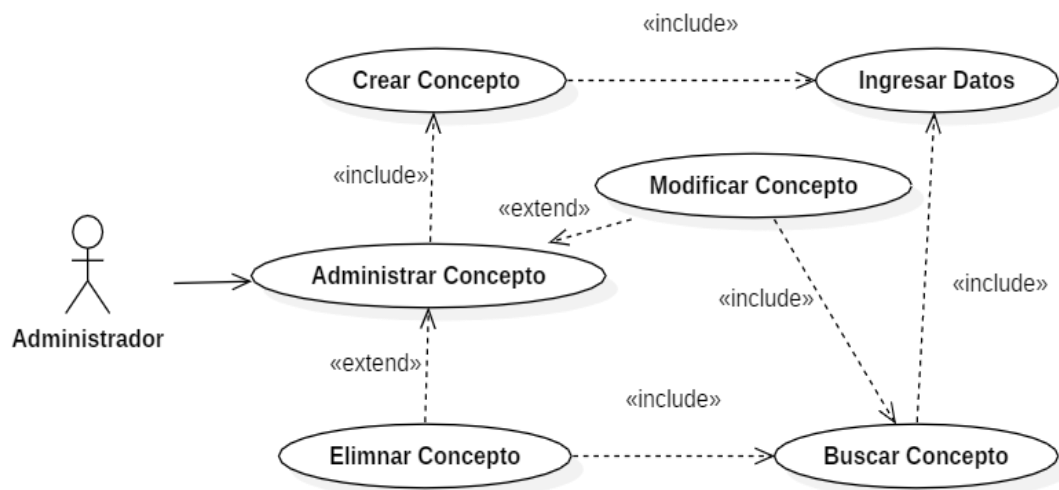 «include»
Crear Concepto
Ingresar Datos
«include»
Modificar Concepto
«extend»
Administrar Concepto
«include»
«include»
Administrador
«extend»
«include»
Elimnar Concepto
Buscar Concepto